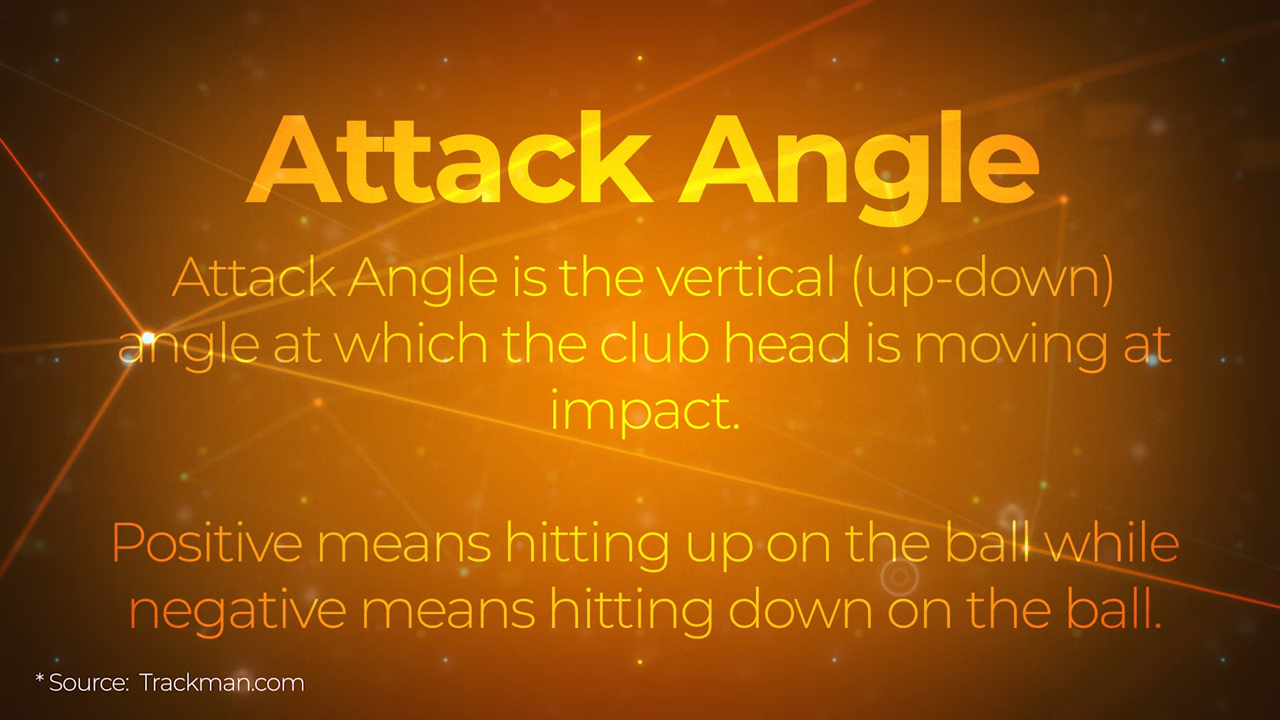 Attack Angle
Attack Angle is the vertical (up-down)
angle at which the club head is moving at
impact.
Positive means hitting up on the ball while
negative means hitting down on the ball.
* Source: Trackman.com